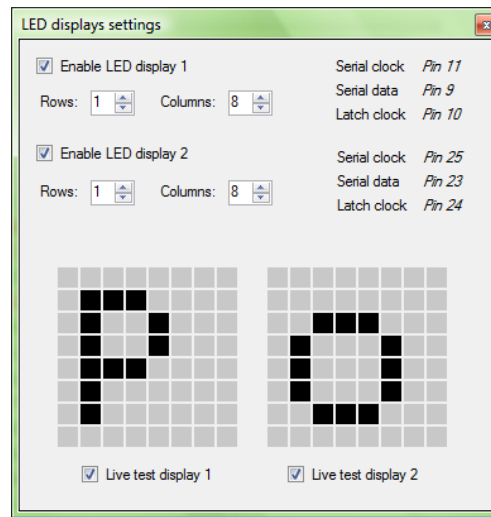 LED displays settings
Enable LED display 1
Serial clock Pin 11
Serial data Pin 9
Rows: 1 Columns: 8
Latch clock Pin 10
Enable LED display 2
Serial clock Pin 25
Serial data Pin 23
Rows: 1 Columns: 8
Latch clock Pin 24
P o
Live test display 1 Live test display 2